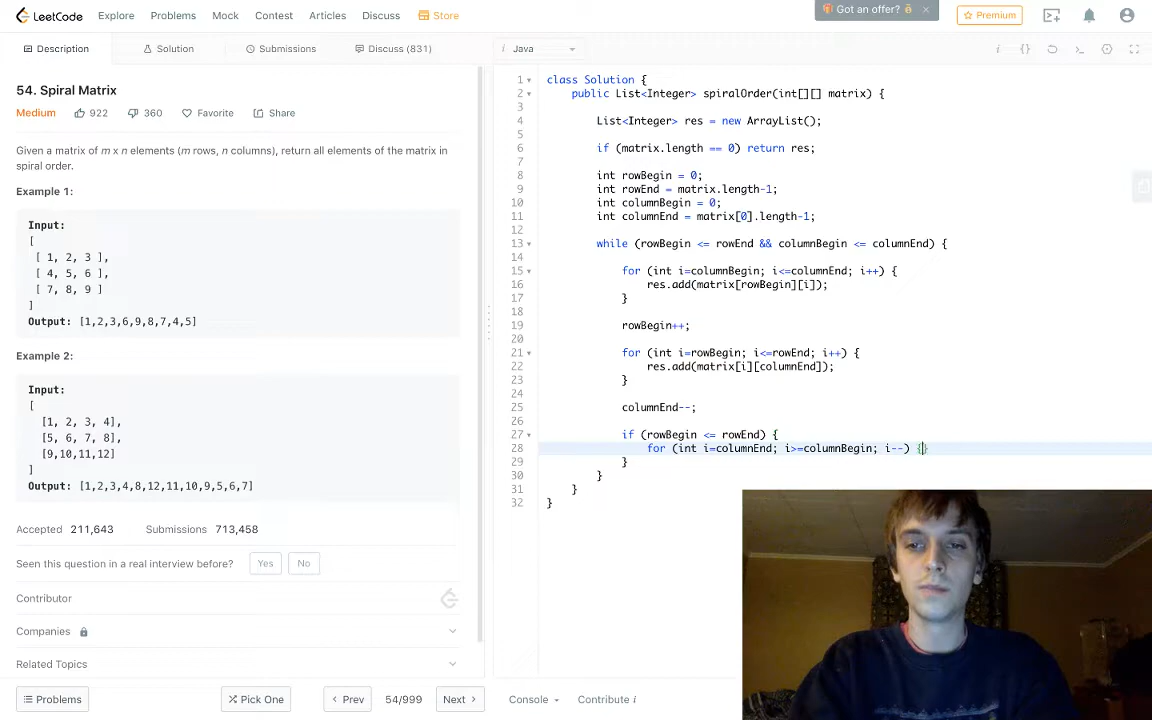 LeetCode Explore Problems Mock Contest Articles Discuss Store Got an offer? × Premium
Description Solution Submissions Discuss (831) i Java i {} >_
54. Spiral Matrix
Medium 922 360 Favorite Share
Given a matrix of m x n elements (m rows, n columns), return all elements of the matrix in
spiral order.
Example 1:
Input:
[
[ 1, 2, 3 ],
[ 4, 5, 6 ],
[ 7, 8, 9 ]
]
Output: [1,2,3,6,9,8,7,4,5]
Example 2:
Input:
[
[1, 2, 3, 4],
[5, 6, 7, 8],
[9,10,11,12]
]
Output: [1,2,3,4,8,12,11,10,9,5,6,7]
Accepted 211,643 Submissions 713,458
Seen this question in a real interview before? Yes No
Contributor
Companies
Related Topics
Problems Pick One Prev 54/999 Next Console Contribute i
1 class Solution {
2 public List<Integer> spiralOrder(int[][] matrix) {
3
4 List<Integer> res = new ArrayList();
5
6 if (matrix.length == 0) return res;
7
8 int rowBegin = 0;
9 int rowEnd = matrix.length-1;
10 int columnBegin = 0;
11 int columnEnd = matrix[0].length-1;
12
13 while (rowBegin <= rowEnd && columnBegin <= columnEnd) {
14
15 for (int i=columnBegin; i<=columnEnd; i++) {
16 res.add(matrix[rowBegin][i]);
17 }
18
19 rowBegin++;
20
21 for (int i=rowBegin; i<=rowEnd; i++) {
22 res.add(matrix[i][columnEnd]);
23 }
24
25 columnEnd--;
26
27 if (rowBegin <= rowEnd) {
28 for (int i=columnEnd; i>=columnBegin; i--) {}
29 }
30 }
31 }
32 }